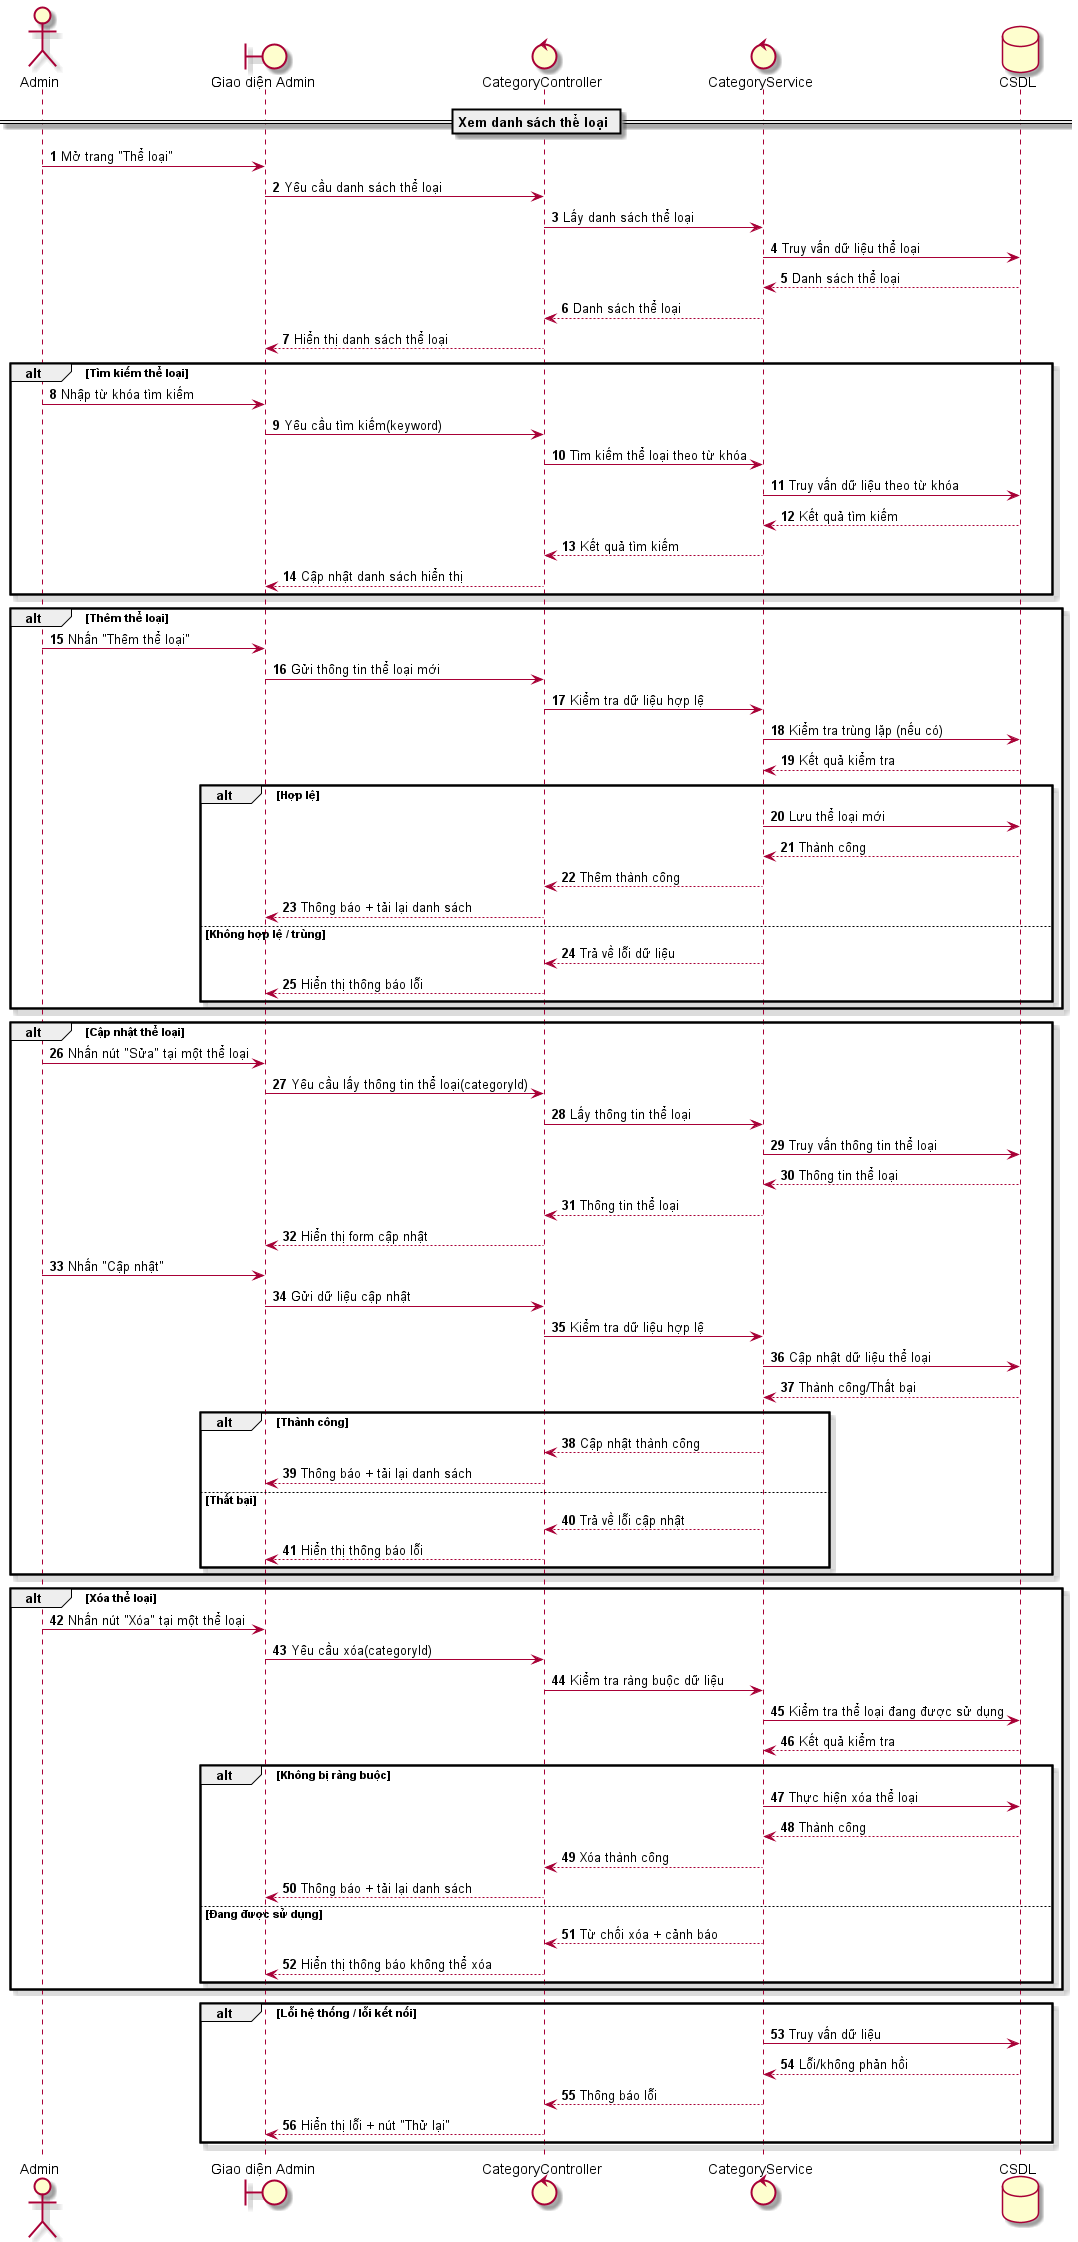 Admin
Giao diện Admin
CategoryController
CategoryService
CSDL
Xem danh sách thể loại
1 Mở trang "Thể loại"
2 Yêu cầu danh sách thể loại
3 Lấy danh sách thể loại
4 Truy vấn dữ liệu thể loại
5 Danh sách thể loại
6 Danh sách thể loại
7 Hiển thị danh sách thể loại
alt [Tìm kiếm thể loại]
8 Nhập từ khóa tìm kiếm
9 Yêu cầu tìm kiếm(keyword)
10 Tìm kiếm thể loại theo từ khóa
11 Truy vấn dữ liệu theo từ khóa
12 Kết quả tìm kiếm
13 Kết quả tìm kiếm
14 Cập nhật danh sách hiển thị
alt [Thêm thể loại]
15 Nhấn "Thêm thể loại"
16 Gửi thông tin thể loại mới
17 Kiểm tra dữ liệu hợp lệ
18 Kiểm tra trùng lặp (nếu có)
19 Kết quả kiểm tra
alt [Hợp lệ]
20 Lưu thể loại mới
21 Thành công
22 Thêm thành công
23 Thông báo + tải lại danh sách
[Không hợp lệ / trùng]
24 Trả về lỗi dữ liệu
25 Hiển thị thông báo lỗi
alt [Cập nhật thể loại]
26 Nhấn nút "Sửa" tại một thể loại
27 Yêu cầu lấy thông tin thể loại(categoryId)
28 Lấy thông tin thể loại
29 Truy vấn thông tin thể loại
30 Thông tin thể loại
31 Thông tin thể loại
32 Hiển thị form cập nhật
33 Nhấn "Cập nhật"
34 Gửi dữ liệu cập nhật
35 Kiểm tra dữ liệu hợp lệ
36 Cập nhật dữ liệu thể loại
37 Thành công/Thất bại
alt [Thành công]
38 Cập nhật thành công
39 Thông báo + tải lại danh sách
[Thất bại]
40 Trả về lỗi cập nhật
41 Hiển thị thông báo lỗi
alt [Xóa thể loại]
42 Nhấn nút "Xóa" tại một thể loại
43 Yêu cầu xóa(categoryId)
44 Kiểm tra ràng buộc dữ liệu
45 Kiểm tra thể loại đang được sử dụng
46 Kết quả kiểm tra
alt [Không bị ràng buộc]
47 Thực hiện xóa thể loại
48 Thành công
49 Xóa thành công
50 Thông báo + tải lại danh sách
[Đang được sử dụng]
51 Từ chối xóa + cảnh báo
52 Hiển thị thông báo không thể xóa
alt [Lỗi hệ thống / lỗi kết nối]
53 Truy vấn dữ liệu
54 Lỗi/không phản hồi
55 Thông báo lỗi
56 Hiển thị lỗi + nút "Thử lại"
Admin
Giao diện Admin
CategoryController
CategoryService
CSDL